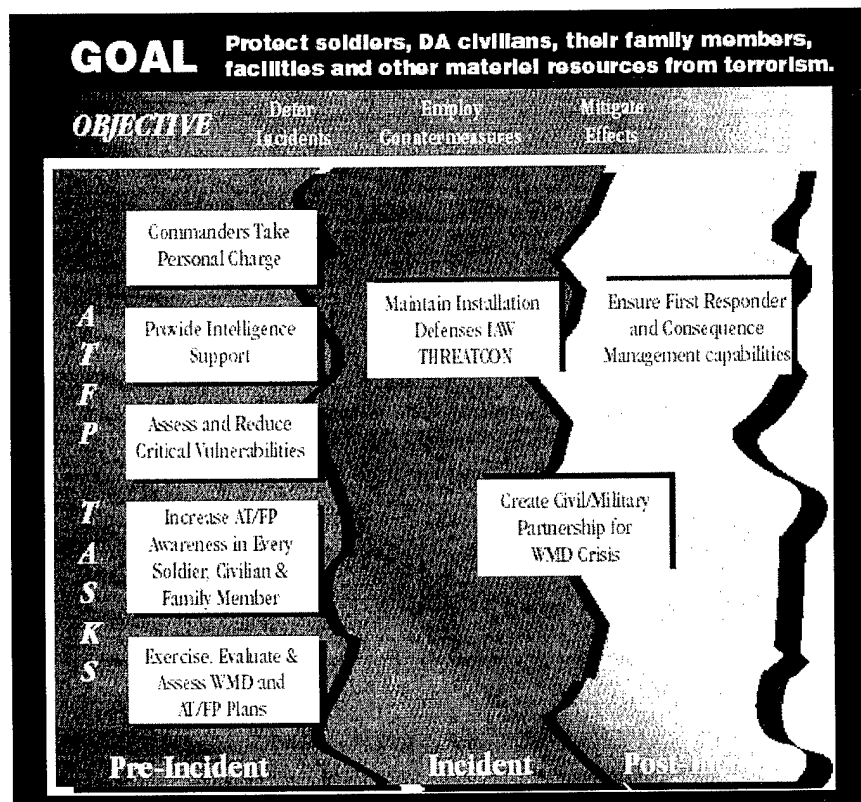 GOAL
Protect soldiers, DA civilians, their family members,
facilities and other materiel resources from terrorism.
OBJECTIVE
Deter
Incidents
Employ
Countermeasures
Mitigate
Effects
ATFP TASKS
Commanders Take
Personal Charge
Provide Intelligence
Support
Assess and Reduce
Critical Vulnerabilities
Increase AT/FP
Awareness in Every
Soldier, Civilian &
Family Member
Exercise, Evaluate &
Assess WMD and
AT/FP Plans
Maintain Installation
Defenses IAW
THREATCON
Ensure First Responder
and Consequence
Management capabilities
Create Civil/Military
Partnership for
WMD Crisis
Pre-Incident
Incident